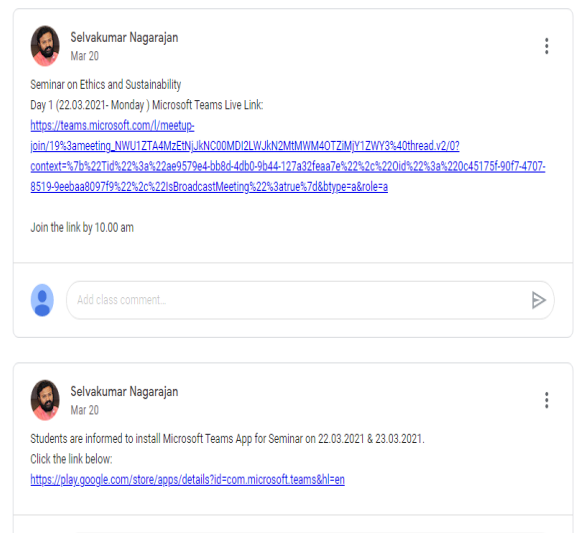 Selvakumar Nagarajan
Mar 20
Seminar on Ethics and Sustainability
Day 1 (22.03.2021- Monday ) Microsoft Teams Live Link:
https://teams.microsoft.com/l/meetup-
join/19%3ameeting_NWU1ZTA4MzEtNjJkNC00MDI2LWJkN2MtMWM4OTZiMjY1ZWY3%40thread.v2/0?
context=%7b%22Tid%22%3a%22ae9579e4-bb8d-4db0-9b44-127a32feaa7e%22%2c%22Oid%22%3a%220c45175f-90f7-4707-
8519-9eebaa8097f9%22%2c%22IsBroadcastMeeting%22%3atrue%7d&btype=a&role=a
Join the link by 10.00 am
Add class comment...
Selvakumar Nagarajan
Mar 20
Students are informed to install Microsoft Teams App for Seminar on 22.03.2021 & 23.03.2021.
Click the link below:
https://play.google.com/store/apps/details?id=com.microsoft.teams&hl=en